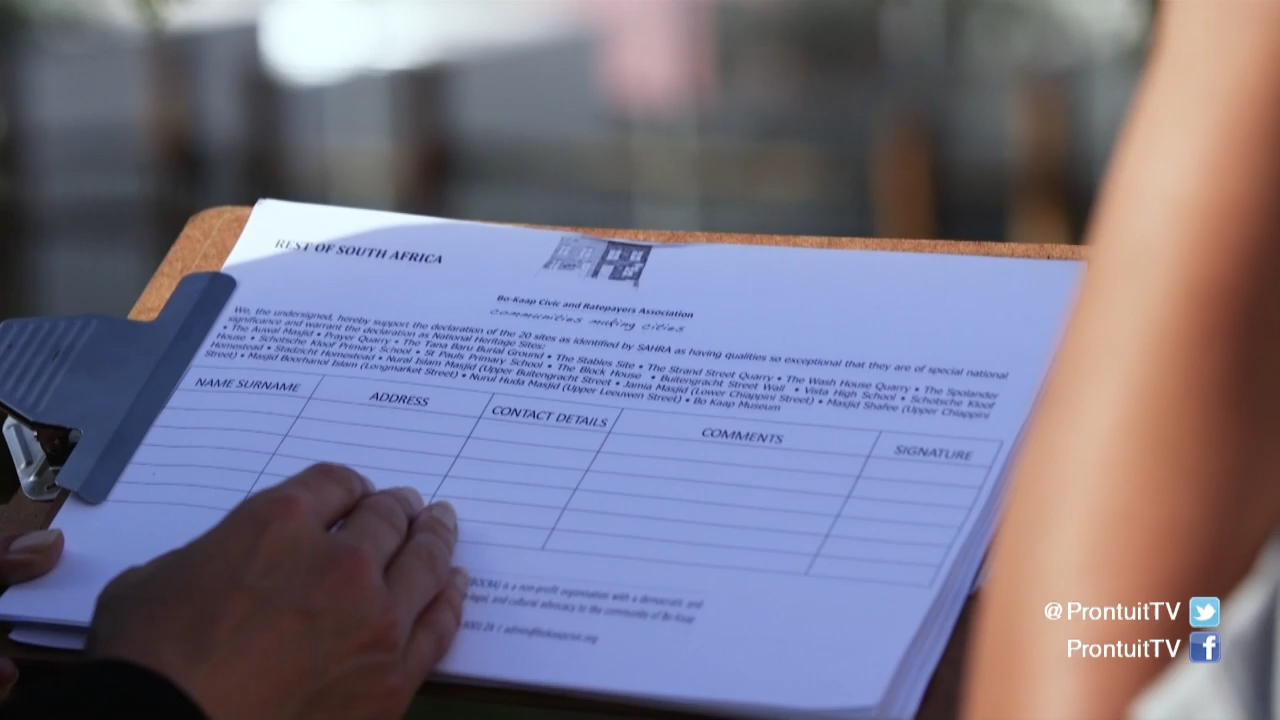 REST OF SOUTH AFRICA
Bo-Kaap Civic and Ratepayers Association
communities making cities
We, the undersigned, hereby support the declaration of the 20 sites as identified by SAHRA as having qualities so exceptional that they are of special national
significance and warrant the declaration as National Heritage Sites:
• The Auwal Masjid • Prayer Quarry • The Tana Baru Burial Ground • The Stables Site • The Strand Street Quarry • The Wash House Quarry • The Spolander
House • Schotsche Kloof Primary School • St Pauls Primary School • The Block House • Buitengracht Street Wall • Vista High School • Schotsche Kloof
Homestead • Stadzicht Homestead • Nurul Islam Masjid (Upper Buitengracht Street • Jamia Masjid (Lower Chiappini Street) • Masjid Shafee (Upper Chiappini
Street) • Masjid Boorhanol Islam (Longmarket Street) • Nurul Huda Masjid (Upper Leeuwen Street) • Bo Kaap Museum
NAME SURNAME ADDRESS CONTACT DETAILS COMMENTS SIGNATURE
is a non-profit organisation with a democratic and
legal, and cultural advocacy to the community of Bo Kaap
@ProntuitTV
ProntuitTV